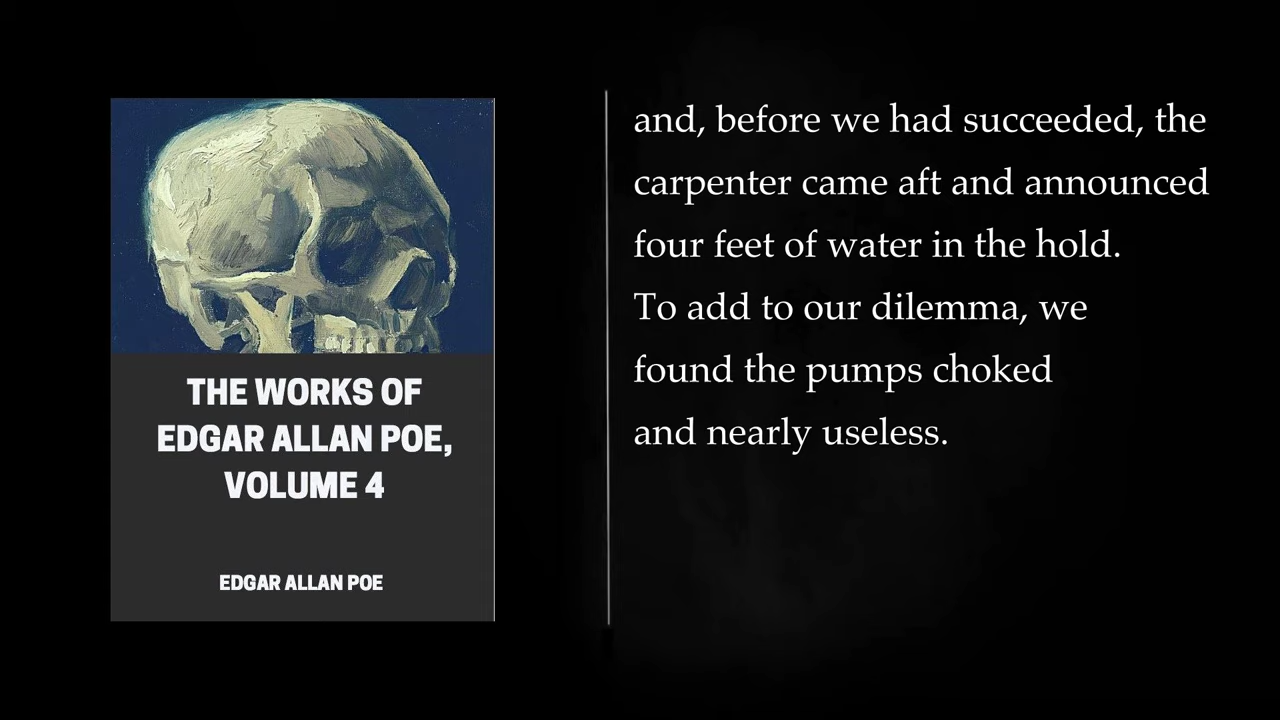 THE WORKS OF
EDGAR ALLAN POE,
VOLUME 4
EDGAR ALLAN POE
and, before we had succeeded, the
carpenter came aft and announced
four feet of water in the hold.
To add to our dilemma, we
found the pumps choked
and nearly useless.